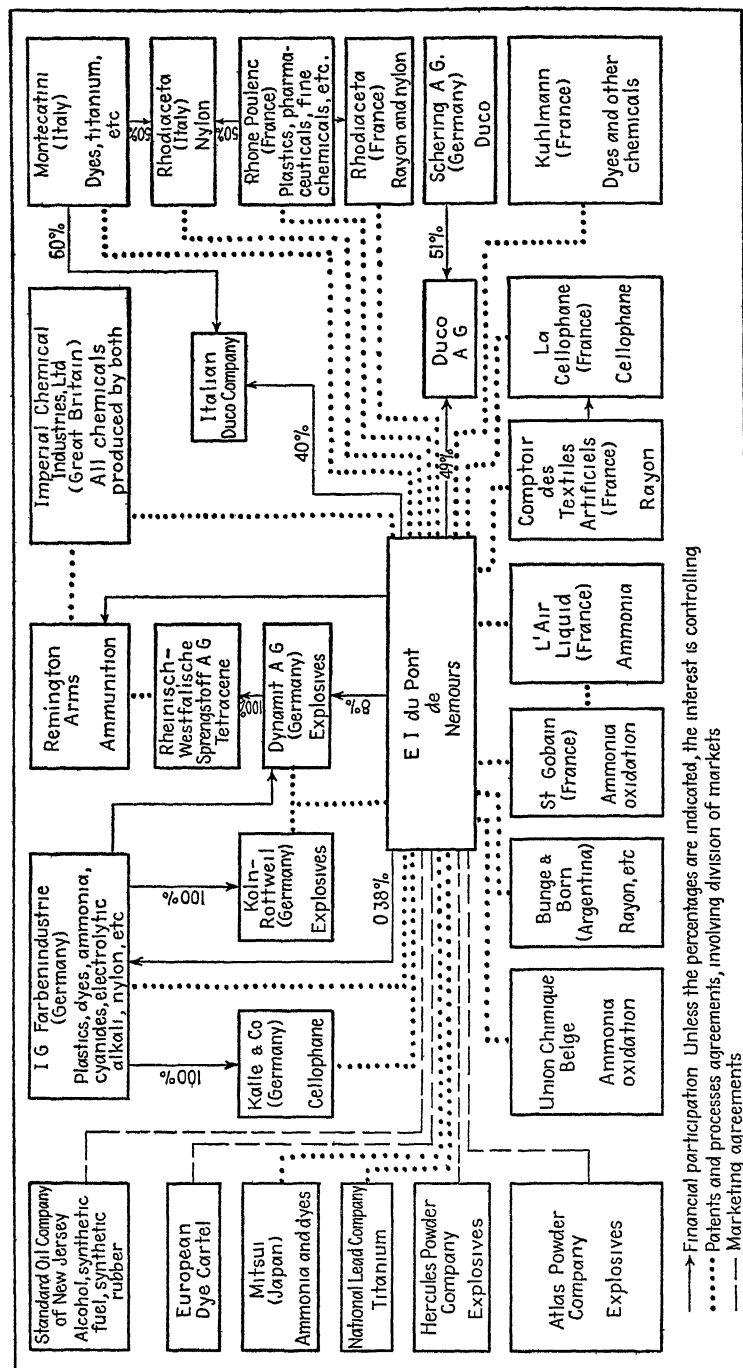 Standard Oil Company
of New Jersey
Alcohol, synthetic
fuel, synthetic
rubber
European
Dye Cartel
Mitsui
(Japan)
Ammonia and dyes
National Lead Company
Titanium
Hercules Powder
Company
Explosives
Atlas Powder
Company
Explosives
I G Farbenindustrie
(Germany)
Plastics, dyes, ammonia,
cyanides, electrolytic
alkali, nylon, etc
100%
100%
Kalle & Co
(Germany)
Cellophane
Koln-
Rottweil
(Germany)
Explosives
0 38%
Remington
Arms
Ammunition
Rheinisch-
Westfalische
Sprengstoff A G
Tetracene
100%
Dynamit A G
(Germany)
Explosives
8%
E I du Pont
de
Nemours
Imperial Chemical
Industries, Ltd
(Great Britain)
All chemicals
produced by both
Italian
Duco Company
60%
40%
Montecatini
(Italy)
Dyes, titanium,
etc
50%
Rhodiaceta
(Italy)
Nylon
50%
Rhone Poulenc
(France)
Plastics, pharma-
ceuticals, fine
chemicals, etc.
Rhodiaceta
(France)
Rayon and nylon
Schering A G.
(Germany)
Duco
51%
Duco
A G
49%
Kuhlmann
(France)
Dyes and other
chemicals
Union Chimique
Belge
Ammonia
oxidation
Bunge &
Born
(Argentina)
Rayon, etc
St Gobain
(France)
Ammonia
oxidation
L'Air
Liquid
(France)
Ammonia
Comptoir
des
Textiles
Artificiels
(France)
Rayon
La
Cellophane
(France)
Cellophane
Financial participation Unless the percentages are indicated, the interest is controlling
Patents and processes agreements, involving division of markets
Marketing agreements